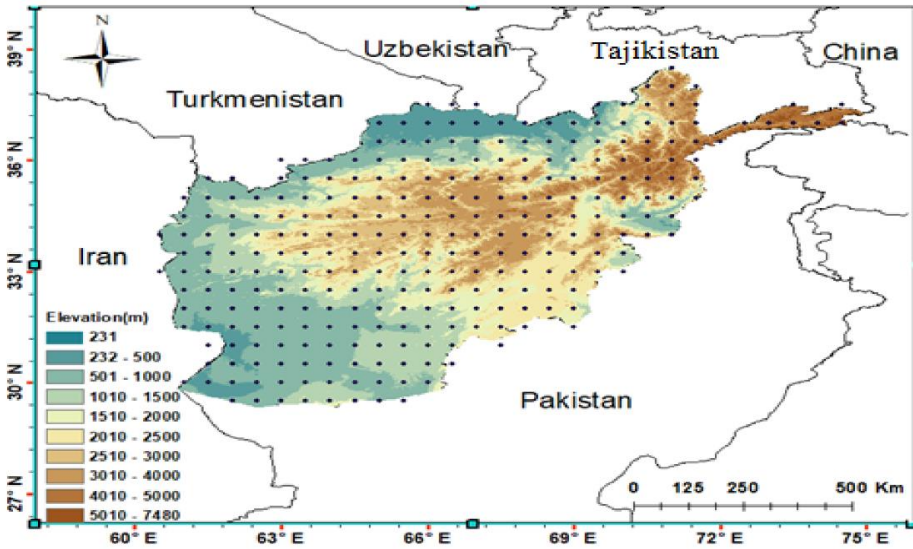 N
Uzbekistan
Tajikistan
China
Turkmenistan
Iran
Pakistan
39° N
36° N
33° N
30° N
27° N
Elevation(m)
231
232 - 500
501 - 1000
1010 - 1500
1510 - 2000
2010 - 2500
2510 - 3000
3010 - 4000
4010 - 5000
5010 - 7480
0 125 250 500 Km
60° E 63° E 66° E 69° E 72° E 75° E